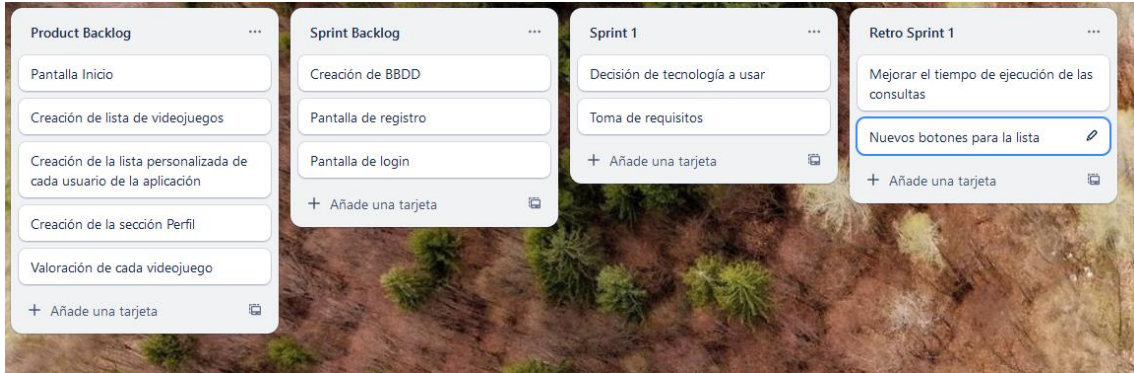 Product Backlog
Pantalla Inicio
Creación de lista de videojuegos
Creación de la lista personalizada de
cada usuario de la aplicación
Creación de la sección Perfil
Valoración de cada videojuego
+ Añade una tarjeta
Sprint Backlog
Creación de BBDD
Pantalla de registro
Pantalla de login
+ Añade una tarjeta
Sprint 1
Decisión de tecnología a usar
Toma de requisitos
+ Añade una tarjeta
Retro Sprint 1
Mejorar el tiempo de ejecución de las
consultas
Nuevos botones para la lista
+ Añade una tarjeta